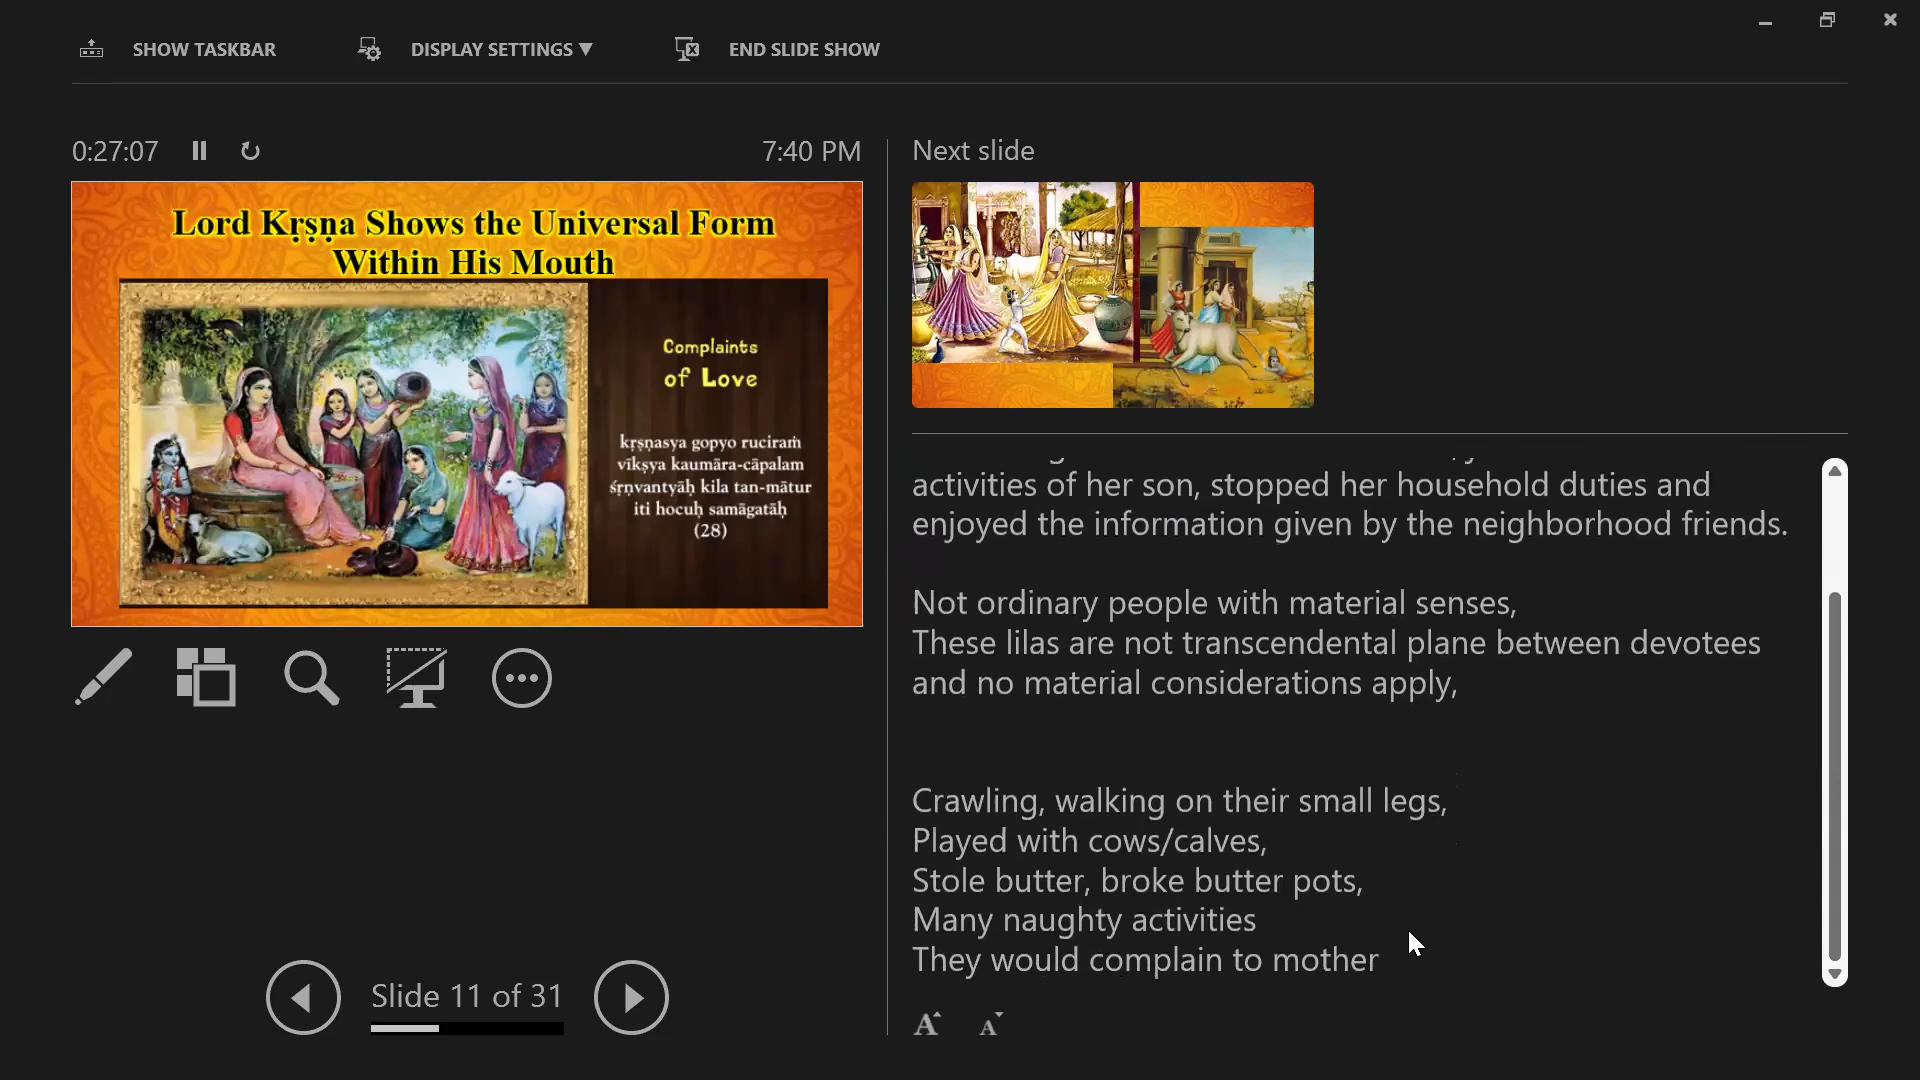 SHOW TASKBAR
DISPLAY SETTINGS ▼
END SLIDE SHOW
0:27:07
7:40 PM
Lord Kṛṣṇa Shows the Universal Form
Within His Mouth
Complaints
of Love
kṛṣṇasya gopyo ruciraṁ
vīkṣya kaumāra-cāpalam
śṛṇvantyāḥ kila tan-mātur
iti hocuḥ samāgatāḥ
(28)
Slide 11 of 31
Next slide
activities of her son, stopped her household duties and
enjoyed the information given by the neighborhood friends.
Not ordinary people with material senses,
These lilas are not transcendental plane between devotees
and no material considerations apply,
Crawling, walking on their small legs,
Played with cows/calves,
Stole butter, broke butter pots,
Many naughty activities
They would complain to mother
A A